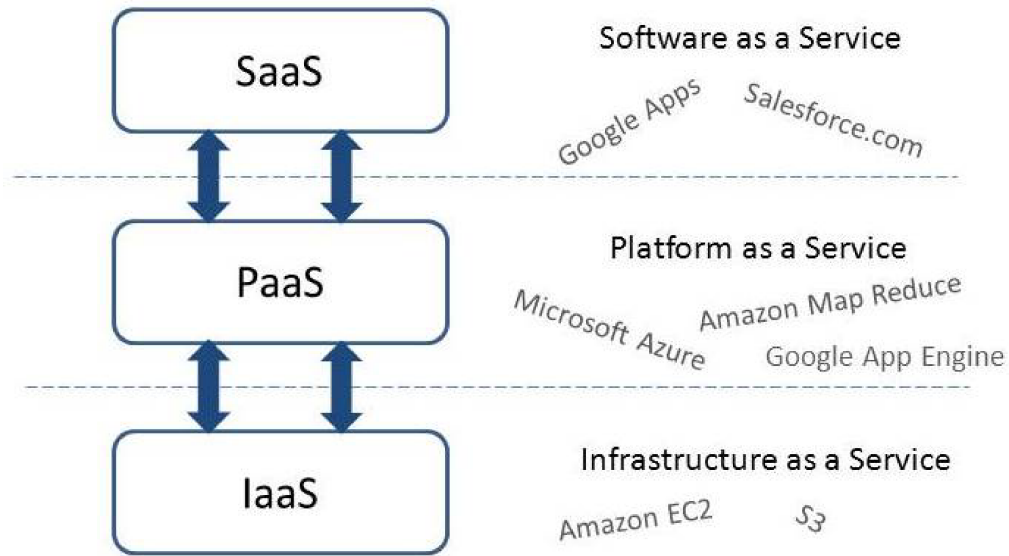 SaaS
Software as a Service
Google Apps
Salesforce.com
PaaS
Platform as a Service
Microsoft Azure
Amazon Map Reduce
Google App Engine
IaaS
Infrastructure as a Service
Amazon EC2
S3